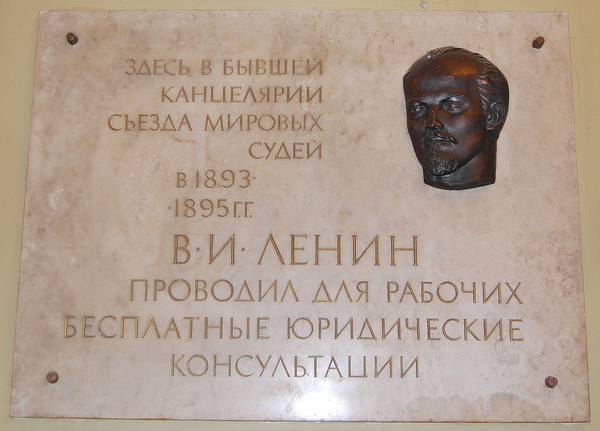 ЗДЕСЬ, В БЫВШЕЙ
КАНЦЕЛЯРИИ
СЪЕЗДА МИРОВЫХ
СУДЕЙ
В 1893-
-1895 ГГ.
В·И·ЛЕНИН
ПРОВОДИЛ ДЛЯ РАБОЧИХ
БЕСПЛАТНЫЕ ЮРИДИЧЕСКИЕ
КОНСУЛЬТАЦИИ